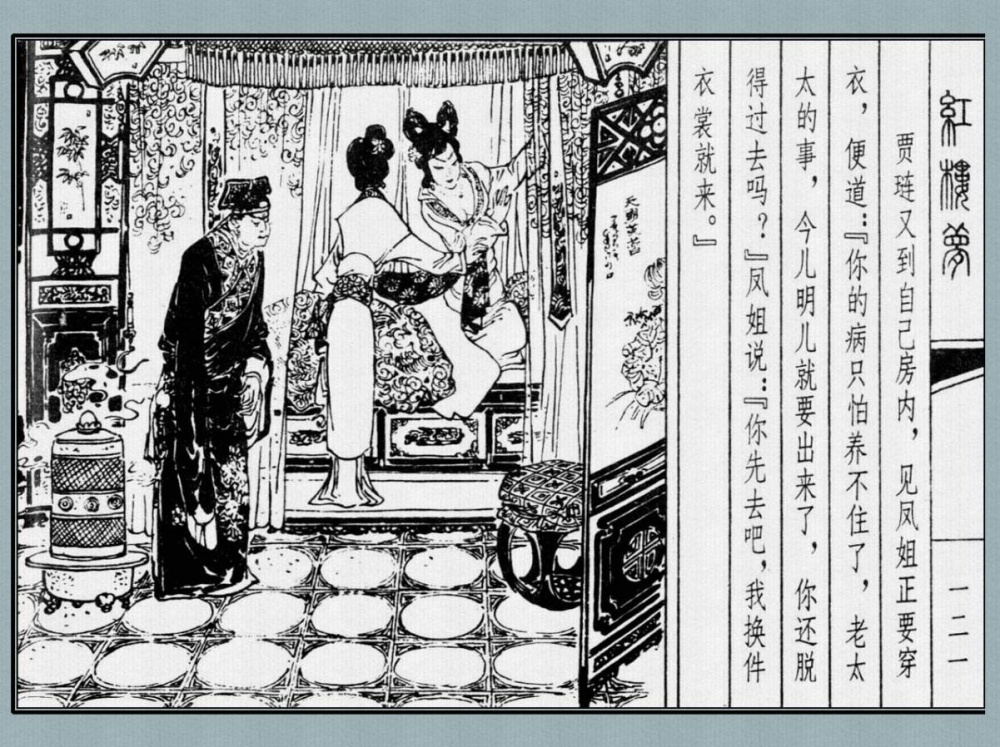 紅樓夢
一二一
贾琏又到自己房内，见凤姐正要穿
衣，便道：『你的病只怕养不住了，老太
太的事，今儿明儿就要出来了，你还脱
得过去吗？』凤姐说：『你先去吧，我换件
衣裳就来。』